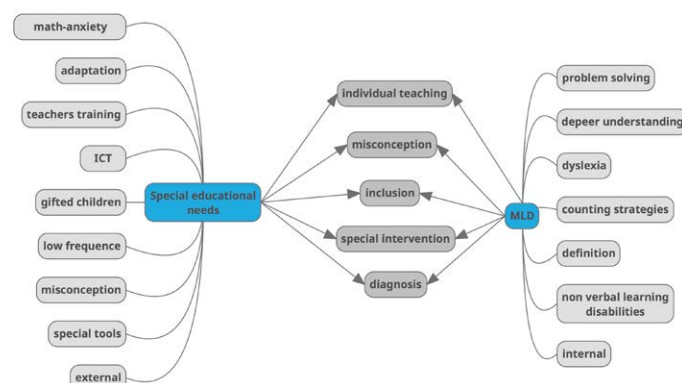 math-anxiety
adaptation
teachers training
ICT
gifted children
low frequence
misconception
special tools
external
Special educational
needs
individual teaching
misconception
inclusion
special intervention
diagnosis
MLD
problem solving
depeer understanding
dyslexia
counting strategies
definition
non verbal learning
disabilities
internal